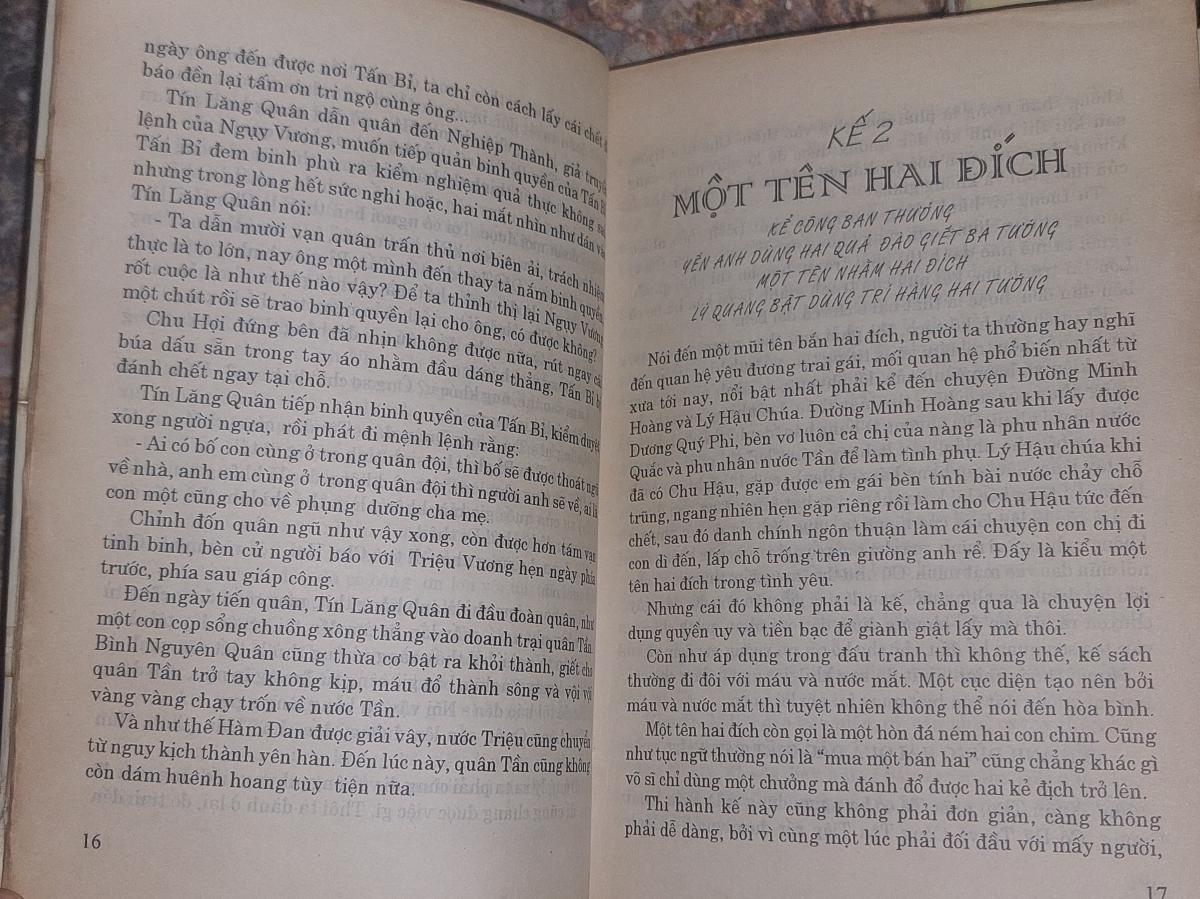 ngày ông đến được nơi Tấn Bỉ, ta chỉ còn cách lấy cái chết
báo đền lại tấm ơn tri ngộ cùng ông...
Tín Lăng Quân dẫn quân đến Nghiệp Thành, giả truyền
lệnh của Ngụy Vương, muốn tiếp quản binh quyền của Tấn Bỉ
Tấn Bỉ đem binh phù ra kiểm nghiệm quả thực không sai
nhưng trong lòng hết sức nghi hoặc, hai mắt nhìn như dán vào
Tín Lăng Quân nói:
- Ta dẫn mười vạn quân trấn thủ nơi biên ải, trách nhiệm
thực là to lớn, nay ông một mình đến thay ta nắm binh quyền
rốt cuộc là như thế nào vậy? Để ta thỉnh thị lại Ngụy Vương
một chút rồi sẽ trao binh quyền lại cho ông, có được không?
Chu Hợi đứng bên đã nhịn không được nữa, rút ngay cái
búa dấu sẵn trong tay áo nhằm đầu dáng thẳng, Tấn Bỉ bị
đánh chết ngay tại chỗ.
Tín Lăng Quân tiếp nhận binh quyền của Tấn Bỉ, kiểm duyệt
xong người ngựa, rồi phát đi mệnh lệnh rằng:
- Ai có bố con cùng ở trong quân đội, thì bố sẽ được thoát ngũ
về nhà, anh em cùng ở trong quân đội thì người anh sẽ về, ai là
con một cũng cho về phụng dưỡng cha mẹ.
Chỉnh đốn quân ngũ như vậy xong, còn được hơn tám vạn
tinh binh, bèn cử người báo với Triệu Vương hẹn ngày phía
trước, phía sau giáp công.
Đến ngày tiến quân, Tín Lăng Quân đi đầu đoàn quân, như
một con cọp sổng chuồng xông thẳng vào doanh trại quân Tần.
Bình Nguyên Quân cũng thừa cơ bật ra khỏi thành, giết cho
quân Tần trở tay không kịp, máu đổ thành sông và vội vội
vàng vàng chạy trốn về nước Tần.
Và như thế Hàm Đan được giải vây, nước Triệu cũng chuyển
từ nguy kịch thành yên hàn. Đến lúc này, quân Tần cũng không
còn dám huênh hoang tùy tiện nữa.
16
KẾ 2
MỘT TÊN HAI ĐÍCH
KỂ CÔNG BAN THƯỞNG
YẾN ANH DÙNG HAI QUẢ ĐÀO GIẾT BA TƯỚNG
MỘT TÊN NHẰM HAI ĐÍCH
LÝ QUANG BẬT DÙNG TRÍ HÀNG HAI TƯỚNG
Nói đến một mũi tên bắn hai đích, người ta thường hay nghĩ
đến quan hệ yêu đương trai gái, mối quan hệ phổ biến nhất từ
xưa tới nay, nổi bật nhất phải kể đến chuyện Đường Minh
Hoàng và Lý Hậu Chúa. Đường Minh Hoàng sau khi lấy được
Dương Quý Phi, bèn vơ luôn cả chị của nàng là phu nhân nước
Quắc và phu nhân nước Tần để làm tình phụ. Lý Hậu chúa khi
đã có Chu Hậu, gặp được em gái bèn tính bài nước chảy chỗ
trũng, ngang nhiên hẹn gặp riêng rồi làm cho Chu Hậu tức đến
chết, sau đó danh chính ngôn thuận làm cái chuyện con chị đi
con dì đến, lấp chỗ trống trên giường anh rể. Đấy là kiểu một
tên hai đích trong tình yêu.
Nhưng cái đó không phải là kế, chẳng qua là chuyện lợi
dụng quyền uy và tiền bạc để giành giật lấy mà thôi.
Còn như áp dụng trong đấu tranh thì không thế, kế sách
thường đi đôi với máu và nước mắt. Một cục diện tạo nên bởi
máu và nước mắt thì tuyệt nhiên không thể nói đến hòa bình.
Một tên hai đích còn gọi là một hòn đá ném hai con chim. Cũng
như tục ngữ thường nói là "mua một bán hai" cũng chẳng khác gì
võ sĩ chỉ dùng một chưởng mà đánh đổ được hai kẻ địch trở lên.
Thi hành kế này cũng không phải đơn giản, càng không
phải dễ dàng, bởi vì cùng một lúc phải đối đầu với mấy người,
17